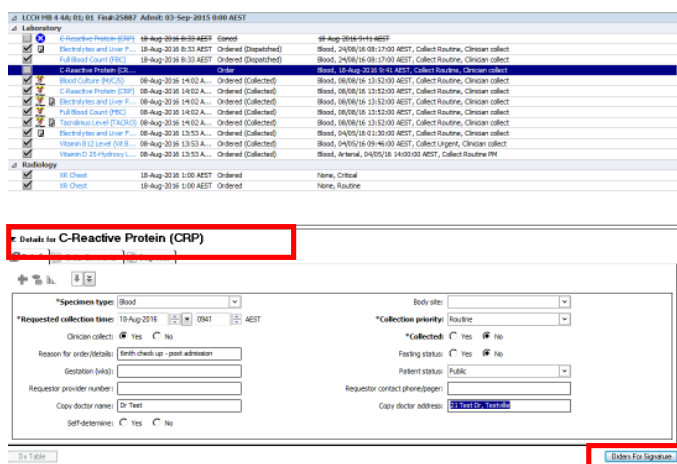 LCCH MB 4 4A; 01; 01 Fin#:25887 Admit: 03-Sep-2015 0:00 AEST
Laboratory
C-Reactive Protein (CRP) 18-Aug-2016 8:33 AEST Cancel 18-Aug-2016 9:41 AEST
Electrolytes and Liver F... 18-Aug-2016 8:33 AEST Ordered (Dispatched) Blood, 24/08/16 08:17:00 AEST, Collect Routine, Clinician collect
Full Blood Count (FBC) 18-Aug-2016 8:33 AEST Ordered (Dispatched) Blood, 24/08/16 08:17:00 AEST, Collect Routine, Clinician collect
C-Reactive Protein (CR... Order Blood, 18-Aug-2016 9:41 AEST, Collect Routine, Clinician collect
Blood Culture (M/C/S) 08-Aug-2016 14:02 A... Ordered (Collected) Blood, 08/08/16 13:52:00 AEST, Collect Routine, Clinician collect
C-Reactive Protein (CRP) 08-Aug-2016 14:02 A... Ordered (Collected) Blood, 08/08/16 13:52:00 AEST, Collect Routine, Clinician collect
Electrolytes and Liver F... 08-Aug-2016 14:02 A... Ordered (Collected) Blood, 08/08/16 13:52:00 AEST, Collect Routine, Clinician collect
Full Blood Count (FBC) 08-Aug-2016 14:02 A... Ordered (Collected) Blood, 08/08/16 13:52:00 AEST, Collect Routine, Clinician collect
Tacrolimus Level (TACRO) 08-Aug-2016 14:02 A... Ordered (Collected) Blood, 08/08/16 13:52:00 AEST, Collect Routine, Clinician collect
Electrolytes and Liver F... 08-Aug-2016 13:53 A... Ordered (Collected) Blood, 04/05/16 01:30:00 AEST, Collect Routine, Clinician collect
Vitamin B12 Level (Vit B... 08-Aug-2016 13:53 A... Ordered (Collected) Blood, 04/05/16 09:46:00 AEST, Collect Urgent, Clinician collect
Vitamin D 25-Hydroxy L... 08-Aug-2016 13:53 A... Ordered (Collected) Blood, Arterial, 04/05/16 14:00:00 AEST, Collect Routine PM
Radiology
XR Chest 18-Aug-2016 1:00 AEST Ordered None, Critical
XR Chest 18-Aug-2016 1:00 AEST Ordered None, Routine
Details for C-Reactive Protein (CRP)
*Specimen type: Blood Body site:
*Requested collection time: 18-Aug-2016 0941 AEST *Collection priority: Routine
Clinician collect: Yes No *Collected: Yes No
Reason for order/details: 6mth check up - post admission Fasting status: Yes No
Gestation (wks): Patient status: Public
Requestor provider number: Requestor contact phone/pager:
Copy doctor name: Dr Test Copy doctor address: 21 Test Dr, Testville
Self-determine: Yes No
Dx Table Orders For Signature